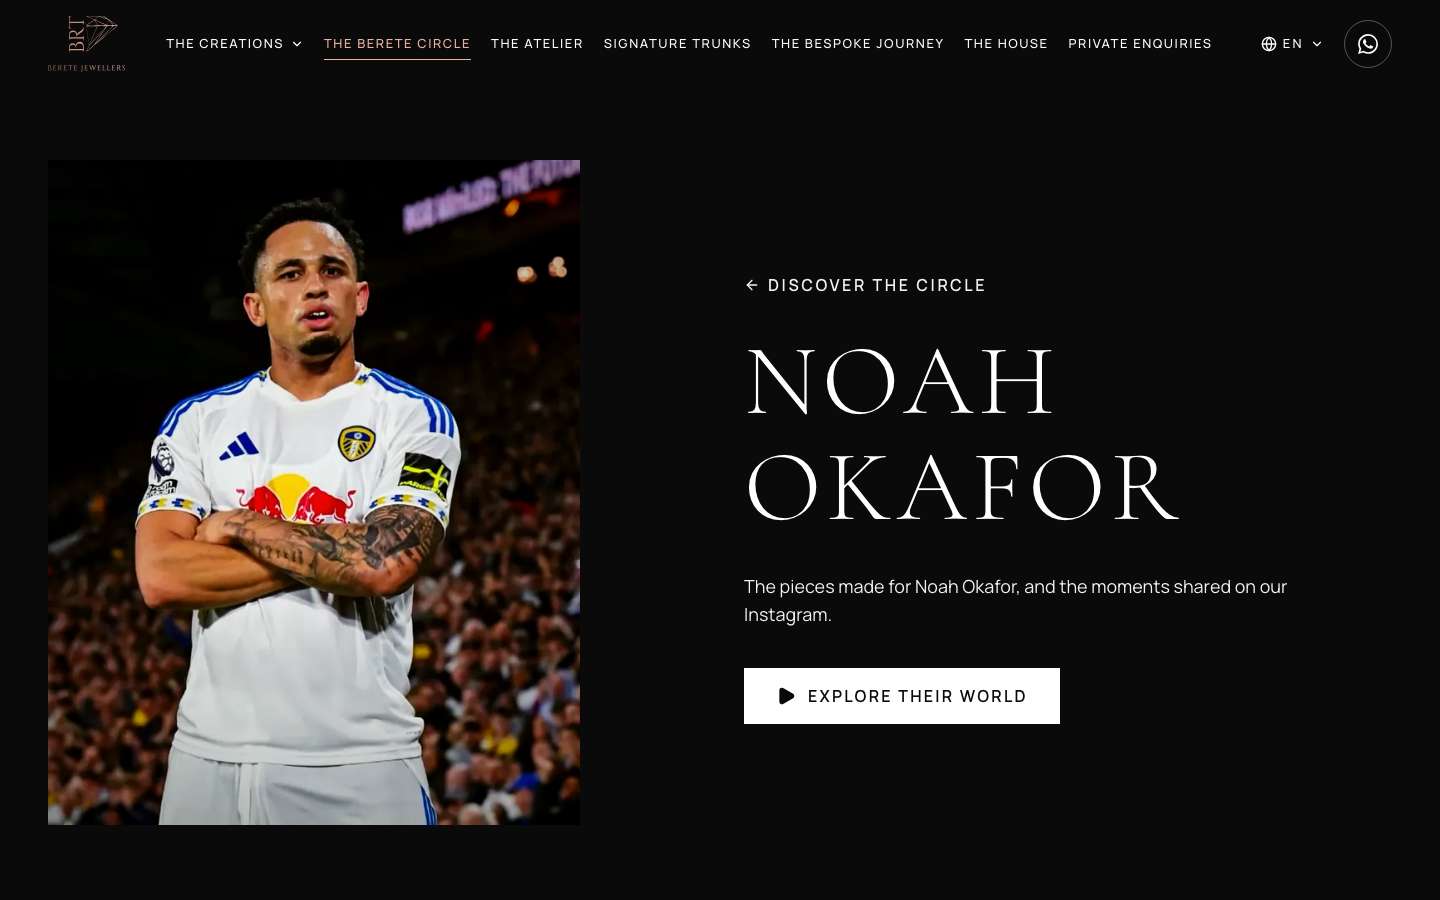 BRT
BERETE JEWELLERS
THE CREATIONS
THE BERETE CIRCLE
THE ATELIER
SIGNATURE TRUNKS
THE BESPOKE JOURNEY
THE HOUSE
PRIVATE ENQUIRIES
EN
DISCOVER THE CIRCLE
NOAH
OKAFOR
The pieces made for Noah Okafor, and the moments shared on our
Instagram.
EXPLORE THEIR WORLD